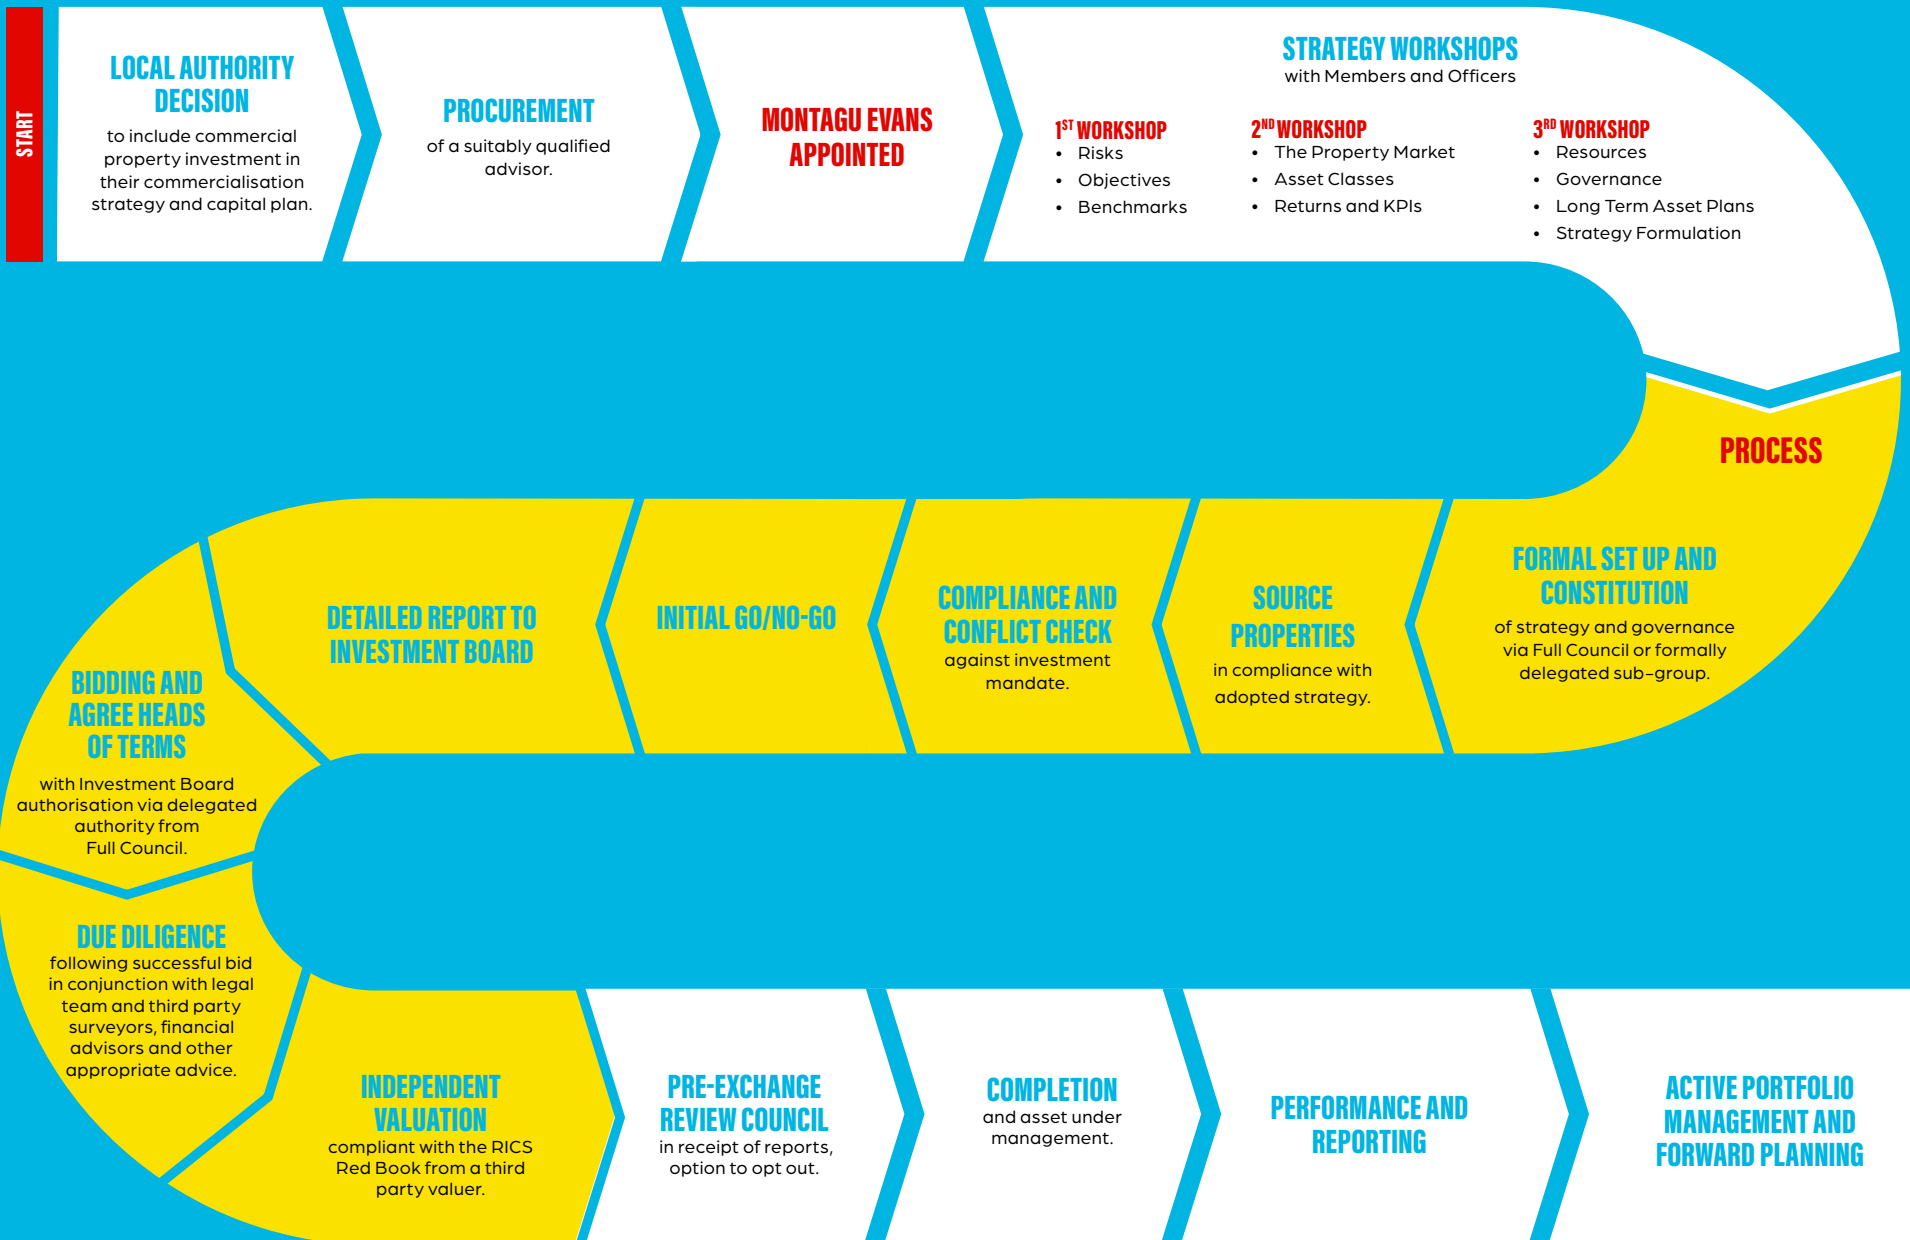 START
LOCAL AUTHORITY
DECISION
to include commercial
property investment in
their commercialisation
strategy and capital plan.
PROCUREMENT
of a suitably qualified
advisor.
MONTAGU EVANS
APPOINTED
STRATEGY WORKSHOPS
with Members and Officers
1ST WORKSHOP
• Risks
• Objectives
• Benchmarks
2ND WORKSHOP
• The Property Market
• Asset Classes
• Returns and KPIs
3RD WORKSHOP
• Resources
• Governance
• Long Term Asset Plans
• Strategy Formulation
PROCESS
FORMAL SET UP AND
CONSTITUTION
of strategy and governance
via Full Council or formally
delegated sub-group.
SOURCE
PROPERTIES
in compliance with
adopted strategy.
COMPLIANCE AND
CONFLICT CHECK
against investment
mandate.
INITIAL GO/NO-GO
DETAILED REPORT TO
INVESTMENT BOARD
BIDDING AND
AGREE HEADS
OF TERMS
with Investment Board
authorisation via delegated
authority from
Full Council.
DUE DILIGENCE
following successful bid
in conjunction with legal
team and third party
surveyors, financial
advisors and other
appropriate advice.
INDEPENDENT
VALUATION
compliant with the RICS
Red Book from a third
party valuer.
PRE-EXCHANGE
REVIEW COUNCIL
in receipt of reports,
option to opt out.
COMPLETION
and asset under
management.
PERFORMANCE AND
REPORTING
ACTIVE PORTFOLIO
MANAGEMENT AND
FORWARD PLANNING